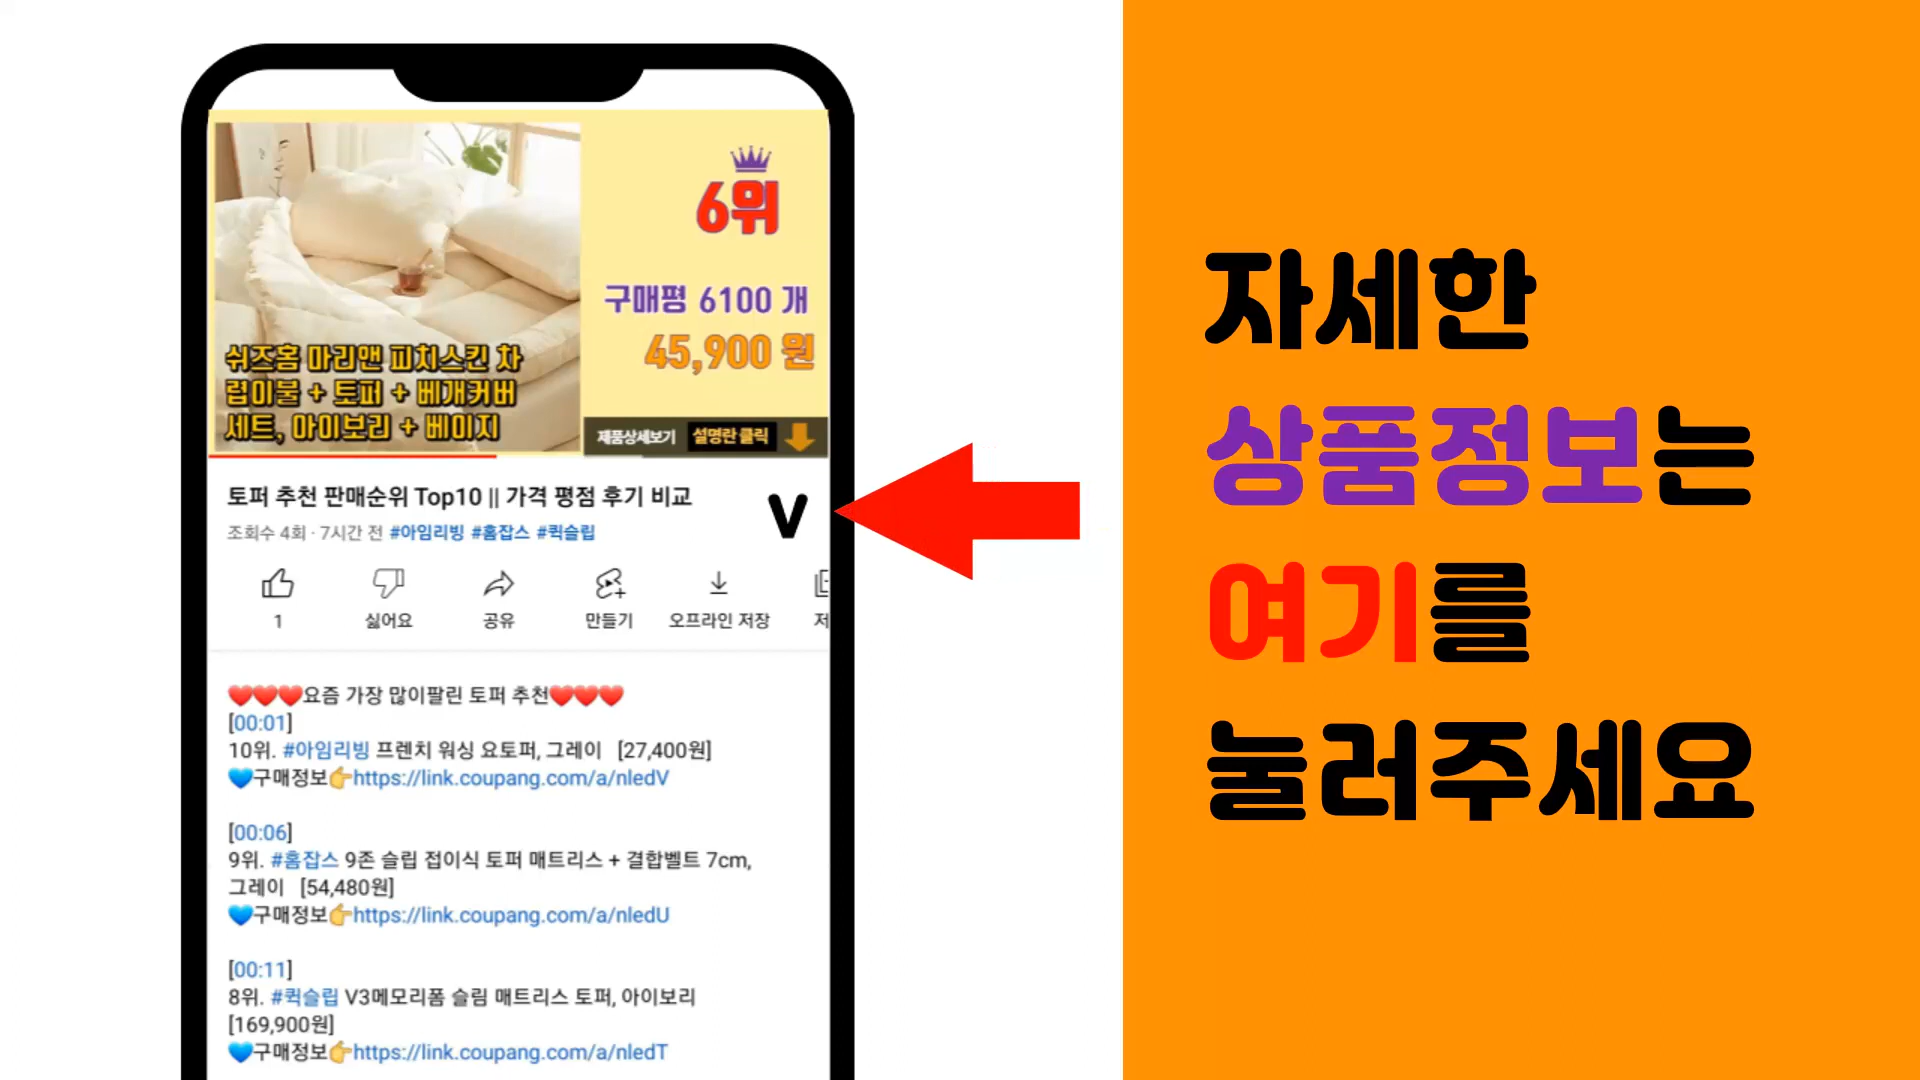 6위
구매평 6100 개
45,900 원
쉬즈홈 마리앤 피치스킨 차
렵이불 + 토퍼 + 베개커버
세트, 아이보리 + 베이지
제품상세보기 설명란 클릭
토퍼 추천 판매순위 Top10 || 가격 평점 후기 비교
V
조회수 4회 · 7시간 전 #아임리빙 #홈잡스 #퀵슬립
1 싫어요 공유 만들기 오프라인 저장 저
❤️❤️❤️요즘 가장 많이팔린 토퍼 추천❤️❤️❤️
[00:01]
10위. #아임리빙 프렌치 워싱 요토퍼, 그레이 [27,400원]
💙구매정보👉https://link.coupang.com/a/nledV
[00:06]
9위. #홈잡스 9존 슬립 접이식 토퍼 매트리스 + 결합벨트 7cm,
그레이 [54,480원]
💙구매정보👉https://link.coupang.com/a/nledU
[00:11]
8위. #퀵슬립 V3메모리폼 슬림 매트리스 토퍼, 아이보리
[169,900원]
💙구매정보👉https://link.coupang.com/a/nledT
자세한
상품정보는
여기를
눌러주세요